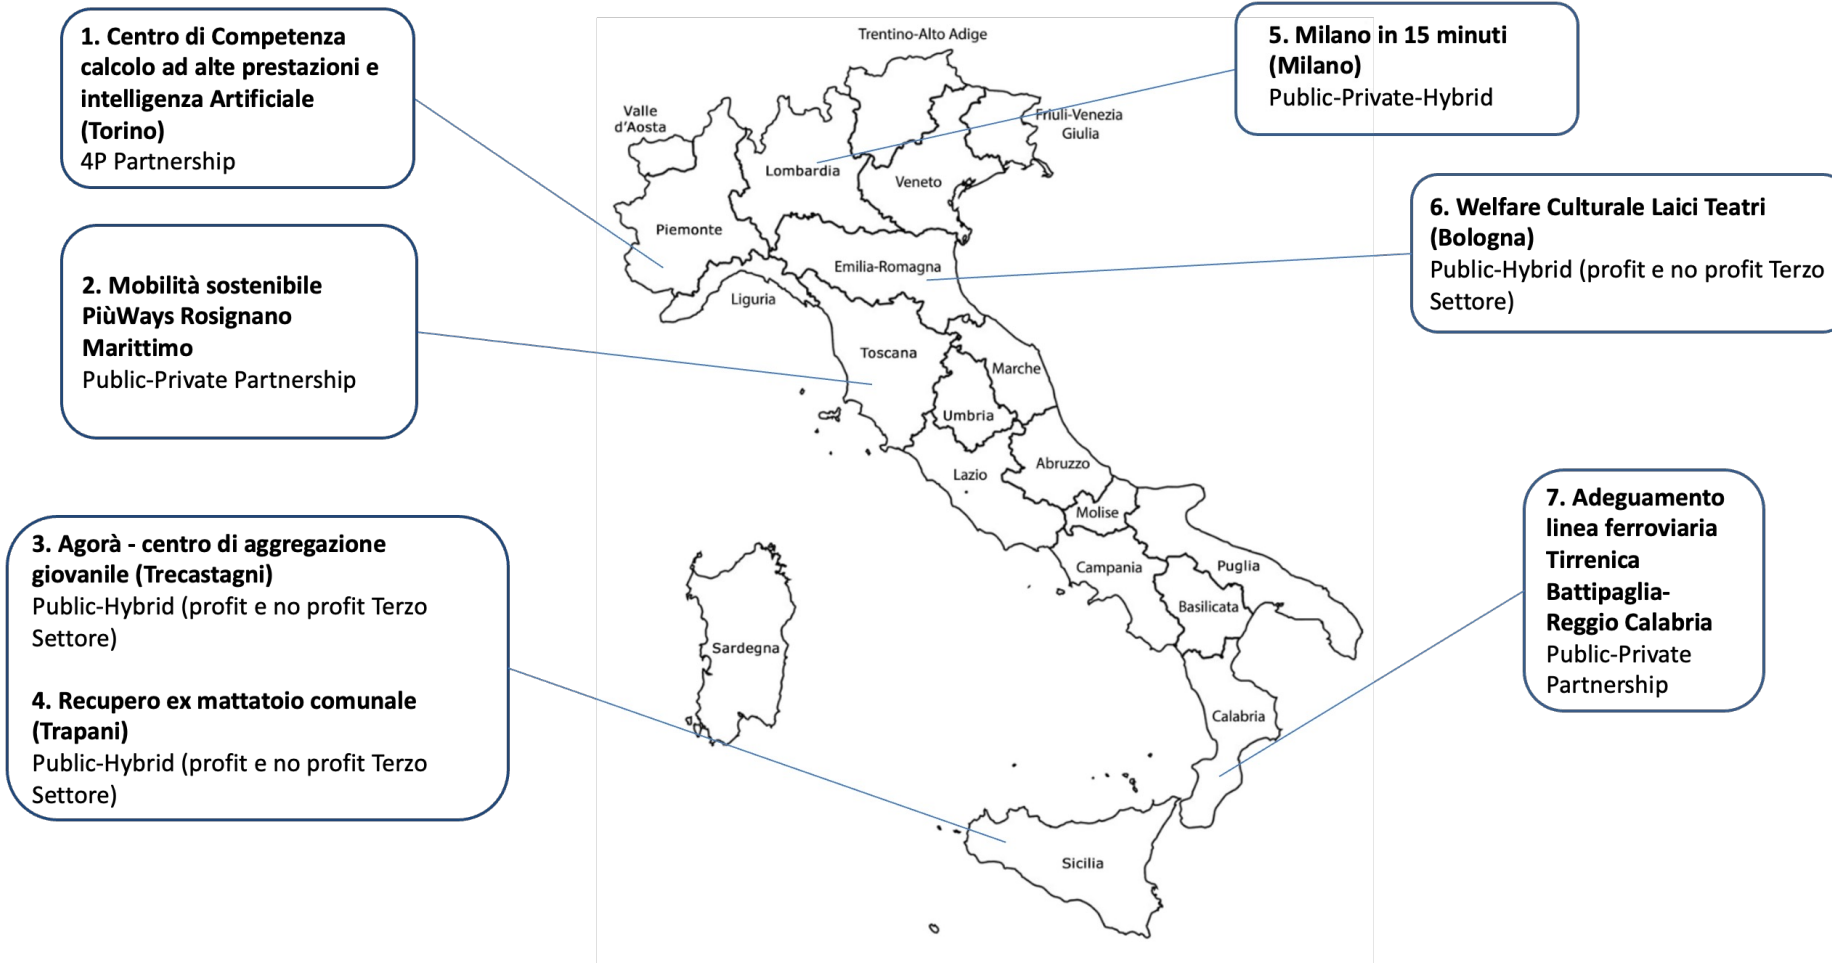 1. Centro di Competenza
calcolo ad alte prestazioni e
intelligenza Artificiale
(Torino)
4P Partnership
2. Mobilità sostenibile
PiùWays Rosignano
Marittimo
Public-Private Partnership
3. Agorà - centro di aggregazione
giovanile (Trecastagni)
Public-Hybrid (profit e no profit Terzo
Settore)
4. Recupero ex mattatoio comunale
(Trapani)
Public-Hybrid (profit e no profit Terzo
Settore)
Trentino-Alto Adige
Valle
d'Aosta
Friuli-Venezia
Giulia
Lombardia
Veneto
Piemonte
Emilia-Romagna
Liguria
Toscana
Marche
Umbria
Abruzzo
Lazio
Molise
Campania
Puglia
Basilicata
Sardegna
Calabria
Sicilia
5. Milano in 15 minuti
(Milano)
Public-Private-Hybrid
6. Welfare Culturale Laici Teatri
(Bologna)
Public-Hybrid (profit e no profit Terzo
Settore)
7. Adeguamento
linea ferroviaria
Tirrenica
Battipaglia-
Reggio Calabria
Public-Private
Partnership